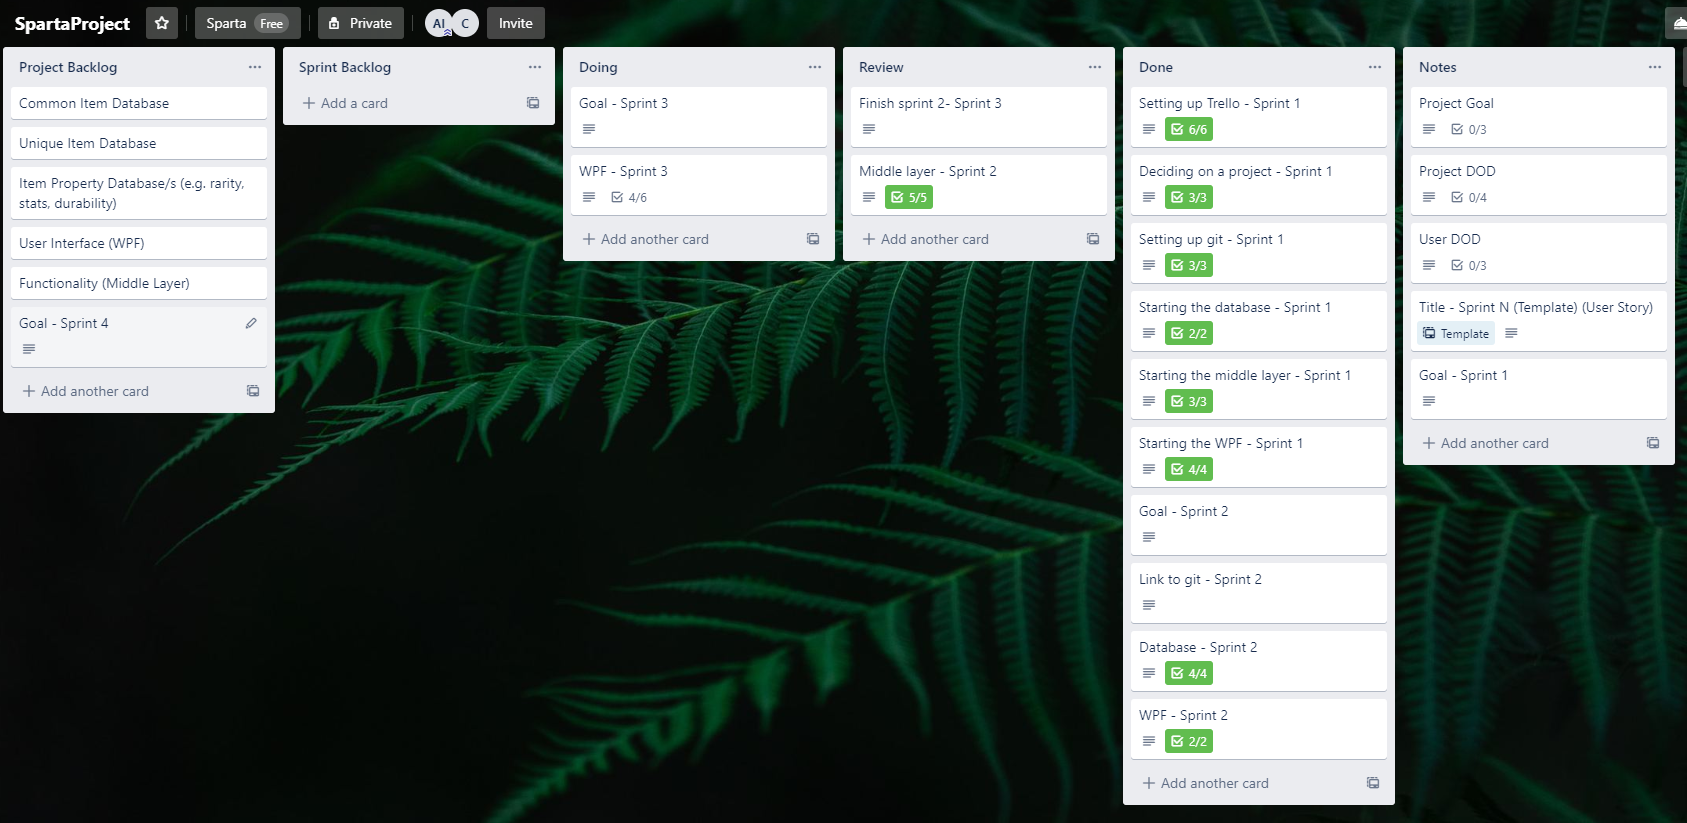 SpartaProject
Sparta Free
Private
AI
C
Invite
Project Backlog
Common Item Database
Unique Item Database
Item Property Database/s (e.g. rarity,
stats, durability)
User Interface (WPF)
Functionality (Middle Layer)
Goal - Sprint 4
Add another card
Sprint Backlog
Add a card
Doing
Goal - Sprint 3
WPF - Sprint 3
4/6
Add another card
Review
Finish sprint 2- Sprint 3
Middle layer - Sprint 2
5/5
Add another card
Done
Setting up Trello - Sprint 1
6/6
Deciding on a project - Sprint 1
3/3
Setting up git - Sprint 1
3/3
Starting the database - Sprint 1
2/2
Starting the middle layer - Sprint 1
3/3
Starting the WPF - Sprint 1
4/4
Goal - Sprint 2
Link to git - Sprint 2
Database - Sprint 2
4/4
WPF - Sprint 2
2/2
Add another card
Notes
Project Goal
0/3
Project DOD
0/4
User DOD
0/3
Title - Sprint N (Template) (User Story)
Template
Goal - Sprint 1
Add another card